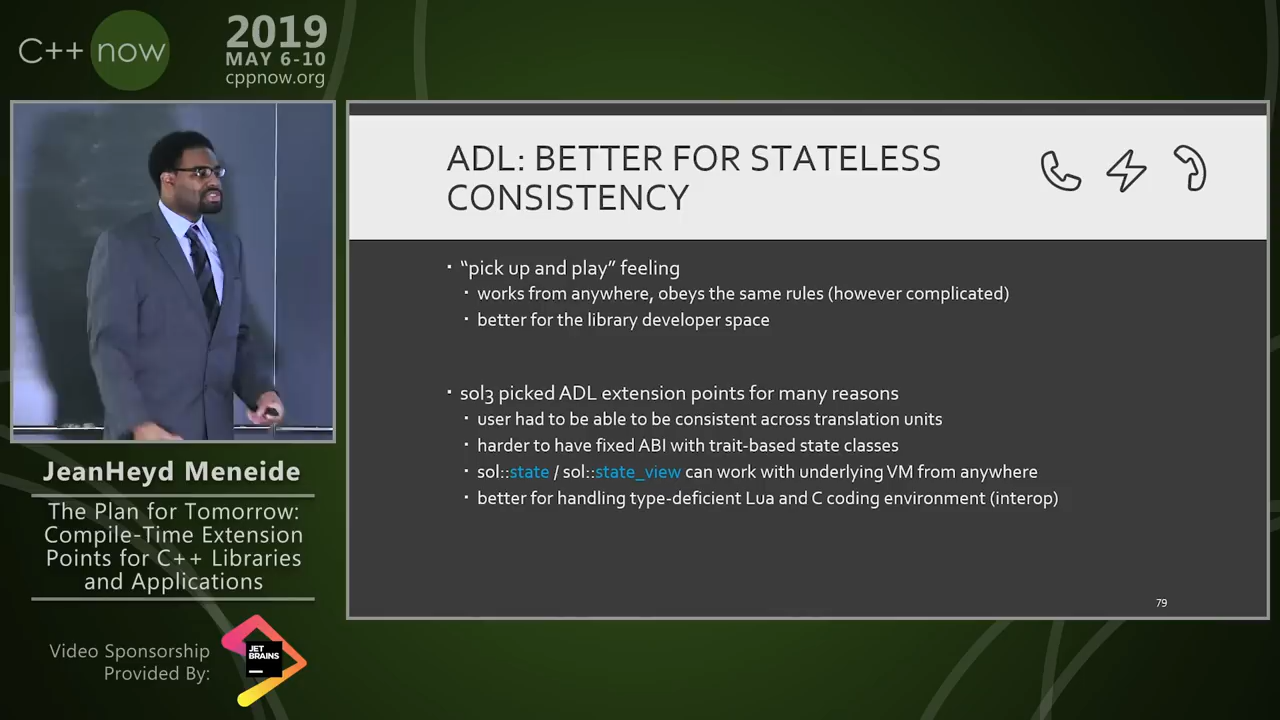 C++ now
2019
MAY 6-10
cppnow.org
ADL: BETTER FOR STATELESS
CONSISTENCY
▪ “pick up and play” feeling
▪ works from anywhere, obeys the same rules (however complicated)
▪ better for the library developer space
▪ sol3 picked ADL extension points for many reasons
▪ user had to be able to be consistent across translation units
▪ harder to have fixed ABI with trait-based state classes
▪ sol::state / sol::state_view can work with underlying VM from anywhere
▪ better for handling type-deficient Lua and C coding environment (interop)
79
JeanHeyd Meneide
The Plan for Tomorrow:
Compile-Time Extension
Points for C++ Libraries
and Applications
Video Sponsorship
Provided By:
JET
BRAINS